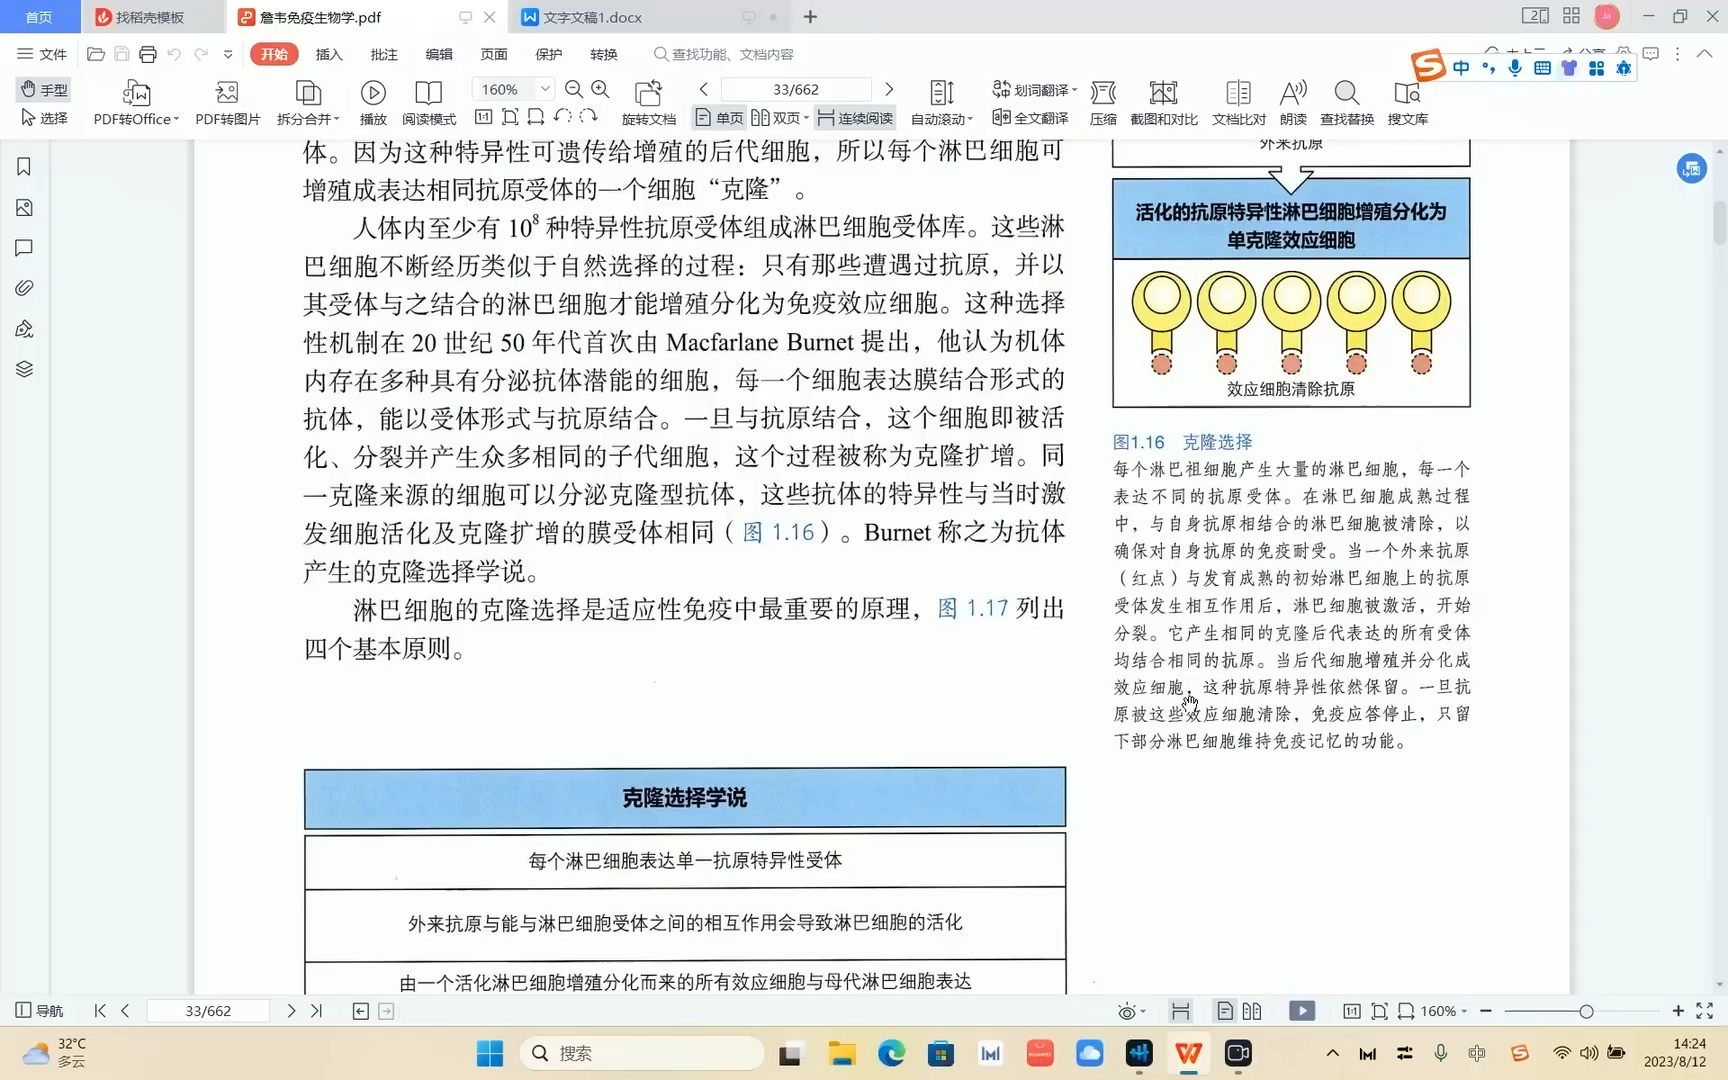 首页
找稻壳模板
詹韦免疫生物学.pdf
文字文稿1.docx
文件
开始
插入
批注
编辑
页面
保护
转换
查找功能、文档内容
中
手型
选择
PDF转Office
PDF转图片
拆分合并
播放
阅读模式
160%
旋转文档
33/662
单页
双页
连续阅读
自动滚动
划词翻译
全文翻译
压缩
截图和对比
文档比对
朗读
查找替换
搜文库
体。因为这种特异性可遗传给增殖的后代细胞，所以每个淋巴细胞可
增殖成表达相同抗原受体的一个细胞“克隆”。
人体内至少有 10⁸ 种特异性抗原受体组成淋巴细胞受体库。这些淋
巴细胞不断经历类似于自然选择的过程：只有那些遭遇过抗原，并以
其受体与之结合的淋巴细胞才能增殖分化为免疫效应细胞。这种选择
性机制在 20 世纪 50 年代首次由 Macfarlane Burnet 提出，他认为机体
内存在多种具有分泌抗体潜能的细胞，每一个细胞表达膜结合形式的
抗体，能以受体形式与抗原结合。一旦与抗原结合，这个细胞即被活
化、分裂并产生众多相同的子代细胞，这个过程被称为克隆扩增。同
一克隆来源的细胞可以分泌克隆型抗体，这些抗体的特异性与当时激
发细胞活化及克隆扩增的膜受体相同（图 1.16）。Burnet 称之为抗体
产生的克隆选择学说。
淋巴细胞的克隆选择是适应性免疫中最重要的原理，图 1.17 列出
四个基本原则。
克隆选择学说
每个淋巴细胞表达单一抗原特异性受体
外来抗原与能与淋巴细胞受体之间的相互作用会导致淋巴细胞的活化
由一个活化淋巴细胞增殖分化而来的所有效应细胞与母代淋巴细胞表达
外来抗原
活化的抗原特异性淋巴细胞增殖分化为
单克隆效应细胞
效应细胞清除抗原
图1.16 克隆选择
每个淋巴祖细胞产生大量的淋巴细胞，每一个
表达不同的抗原受体。在淋巴细胞成熟过程
中，与自身抗原相结合的淋巴细胞被清除，以
确保对自身抗原的免疫耐受。当一个外来抗原
（红点）与发育成熟的初始淋巴细胞上的抗原
受体发生相互作用后，淋巴细胞被激活，开始
分裂。它产生相同的克隆后代表达的所有受体
均结合相同的抗原。当后代细胞增殖并分化成
效应细胞，这种抗原特异性依然保留。一旦抗
原被这些效应细胞清除，免疫应答停止，只留
下部分淋巴细胞维持免疫记忆的功能。
导航
33/662
160%
32°C
多云
搜索
中
14:24
2023/8/12